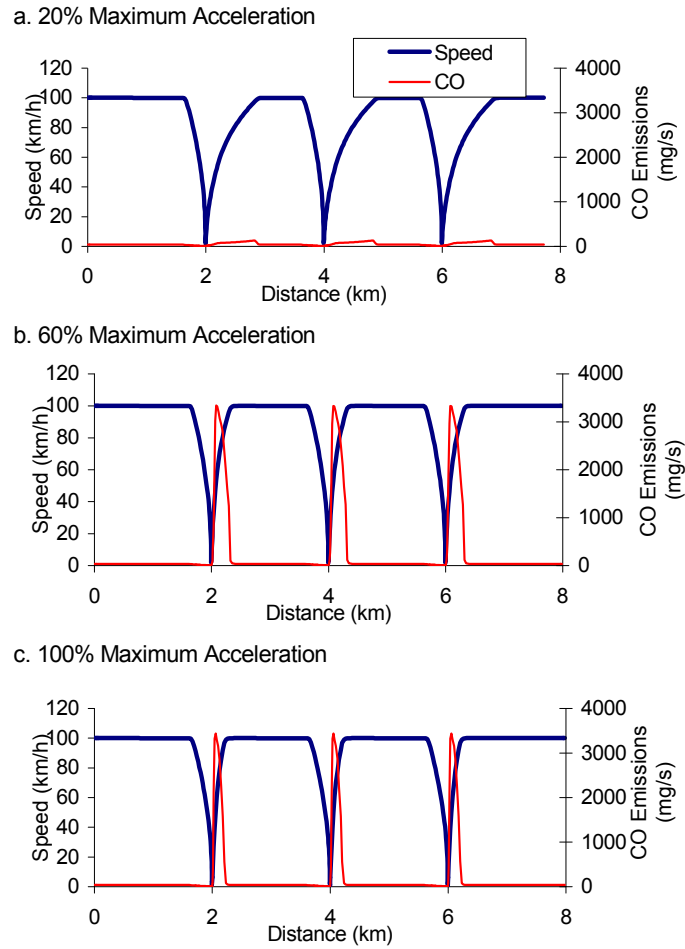 a. 20% Maximum Acceleration
Speed
CO
120
100
80
60
40
20
0
Speed (km/h)
4000
3000
2000
1000
0
CO Emissions
(mg/s)
0 2 4 6 8
Distance (km)
b. 60% Maximum Acceleration
120
100
80
60
40
20
0
Speed (km/h)
4000
3000
2000
1000
0
CO Emissions
(mg/s)
0 2 4 6 8
Distance (km)
c. 100% Maximum Acceleration
120
100
80
60
40
20
0
Speed (km/h)
4000
3000
2000
1000
0
CO Emissions
(mg/s)
0 2 4 6 8
Distance (km)